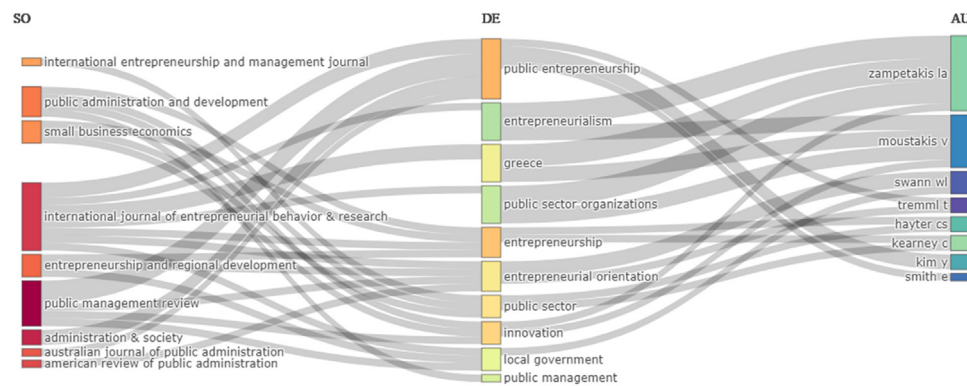 SO
DE
AU
international entrepreneurship and management journal
public administration and development
small business economics
international journal of entrepreneurial behavior & research
entrepreneurship and regional development
public management review
administration & society
australian journal of public administration
american review of public administration
public entrepreneurship
entrepreneurialism
greece
public sector organizations
entrepreneurship
entrepreneurial orientation
public sector
innovation
local government
public management
zampetakis la
moustakis v
swann wl
tremml t
hayter cs
kearney c
kim y
smith e